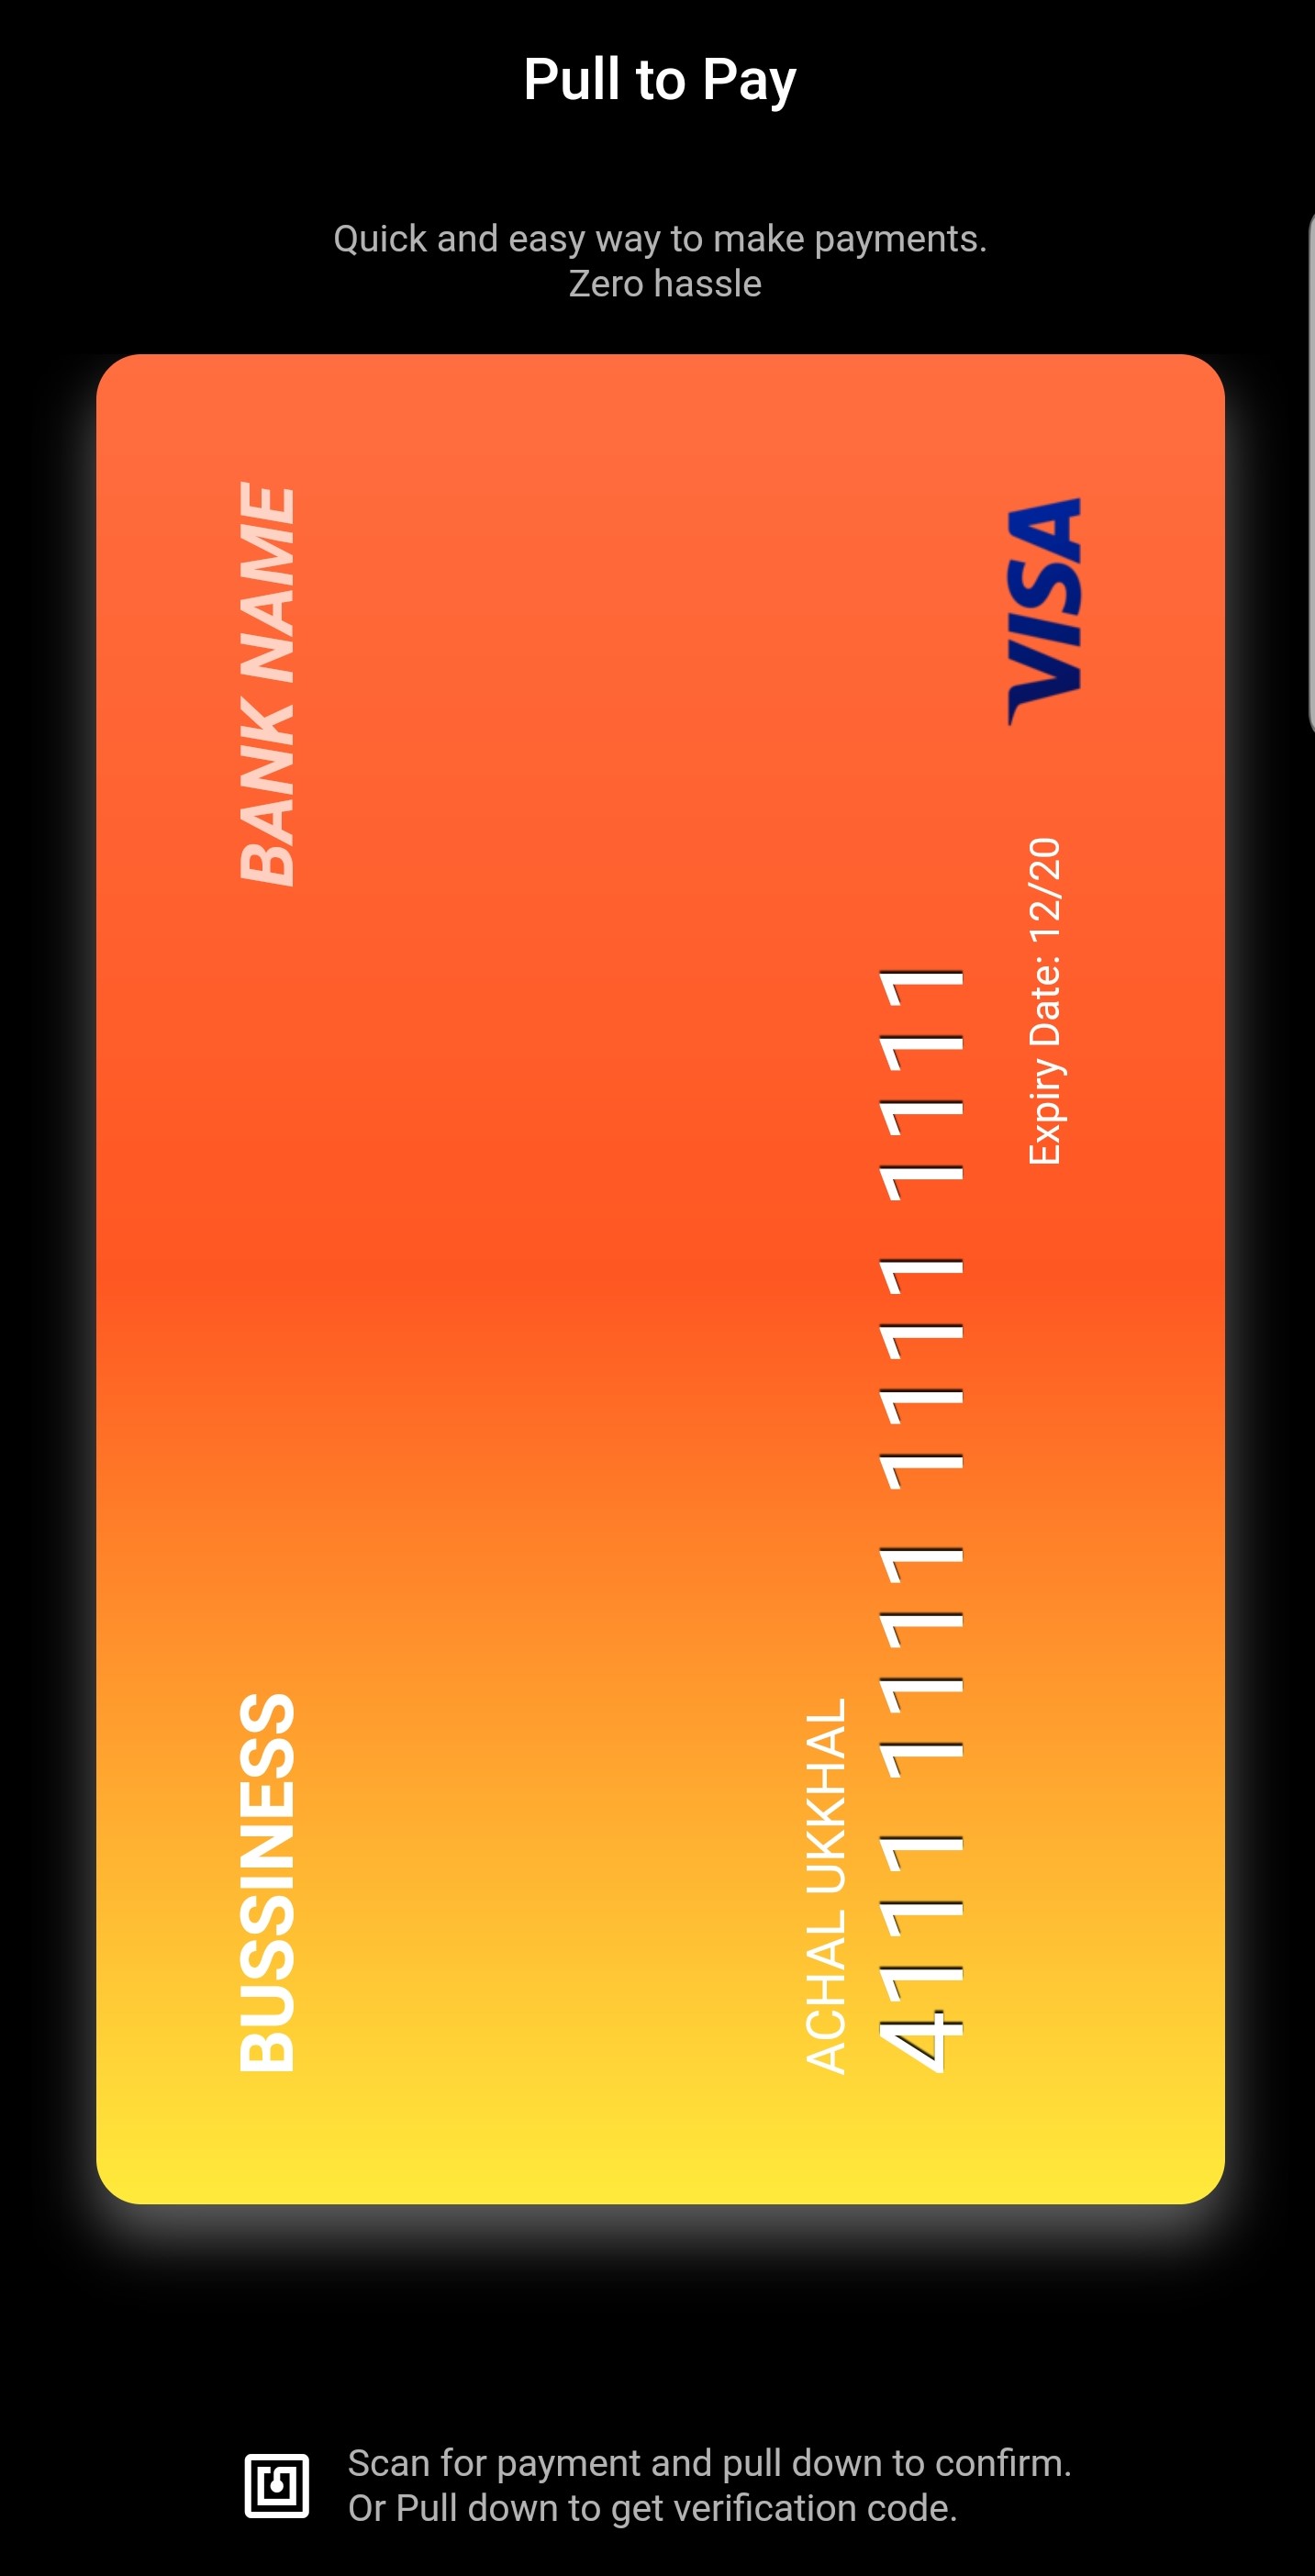 Pull to Pay
Quick and easy way to make payments.
Zero hassle
BUSSINESS
BANK NAME
ACHAL UKKHAL
4111 1111 1111 1111
Expiry Date: 12/20
VISA
Scan for payment and pull down to confirm.
Or Pull down to get verification code.